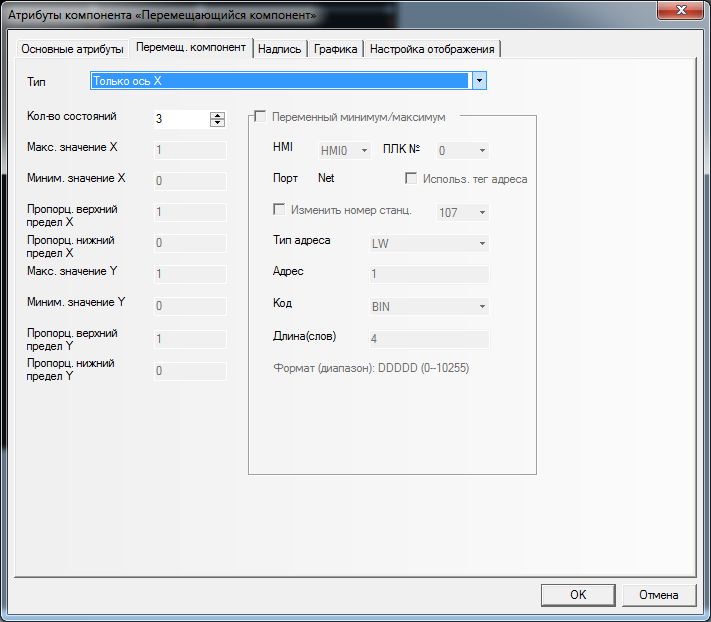 Атрибуты компонента «Перемещающийся компонент»
Основные атрибуты Перемещ. компонент Надпись Графика Настройка отображения
Тип Только ось X
Кол-во состояний 3
Макс. значение X 1
Миним. значение X 0
Пропорц. верхний
предел X 1
Пропорц. нижний
предел X 0
Макс. значение Y 1
Миним. значение Y 0
Пропорц. верхний
предел Y 1
Пропорц. нижний
предел Y 0
Переменный минимум/максимум
HMI HMI0 ПЛК № 0
Порт Net Использ. тег адреса
Изменить номер станц. 107
Тип адреса LW
Адрес 1
Код BIN
Длина(слов) 4
Формат (диапазон): DDDDD (0~10255)
OK Отмена